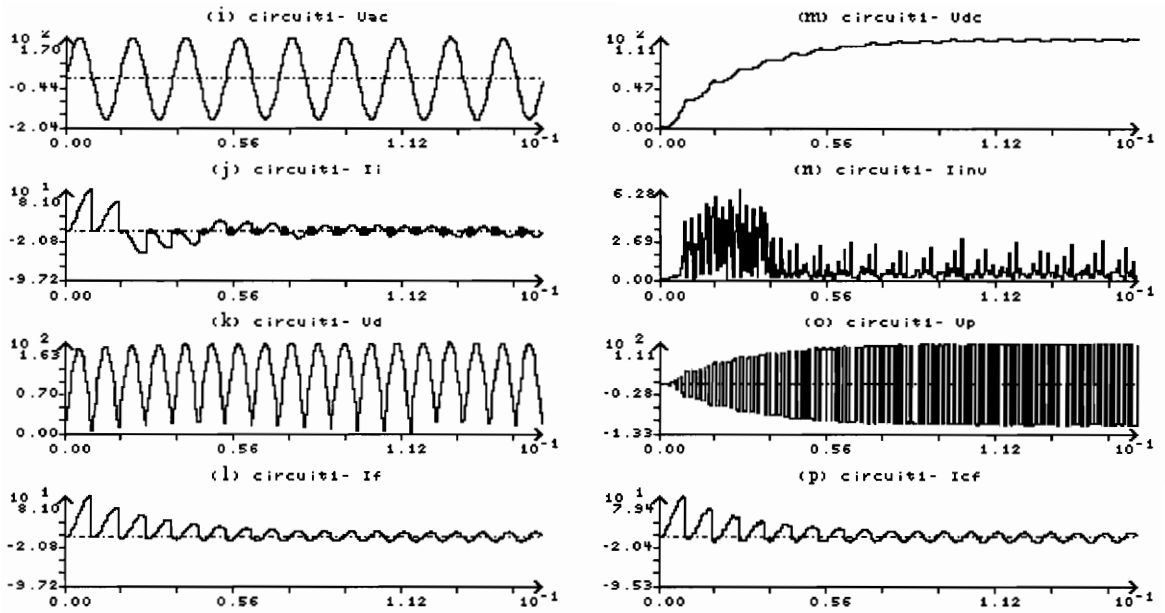 (i) circuit1- Uac
10 2
1.70
-0.44
-2.04
0.00 0.56 1.12 10 -1
(j) circuit1- Ii
10 1
8.10
-2.08
-9.72
0.00 0.56 1.12 10 -1
(k) circuit1- Ud
10 2
1.63
0.70
0.00
0.00 0.56 1.12 10 -1
(l) circuit1- If
10 1
8.10
-2.08
-9.72
0.00 0.56 1.12 10 -1
(m) circuit1- Udc
10 2
1.11
0.47
0.00
0.00 0.56 1.12 10 -1
(n) circuit1- Iinv
6.28
2.69
0.00
0.00 0.56 1.12 10 -1
(o) circuit1- Up
10 2
1.11
-0.28
-1.33
0.00 0.56 1.12 10 -1
(p) circuit1- Icf
10 1
7.94
-2.04
-9.53
0.00 0.56 1.12 10 -1